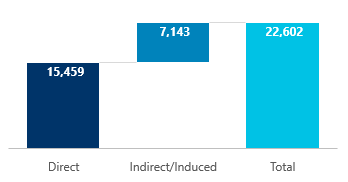 15,459
7,143
22,602
Direct
Indirect/Induced
Total